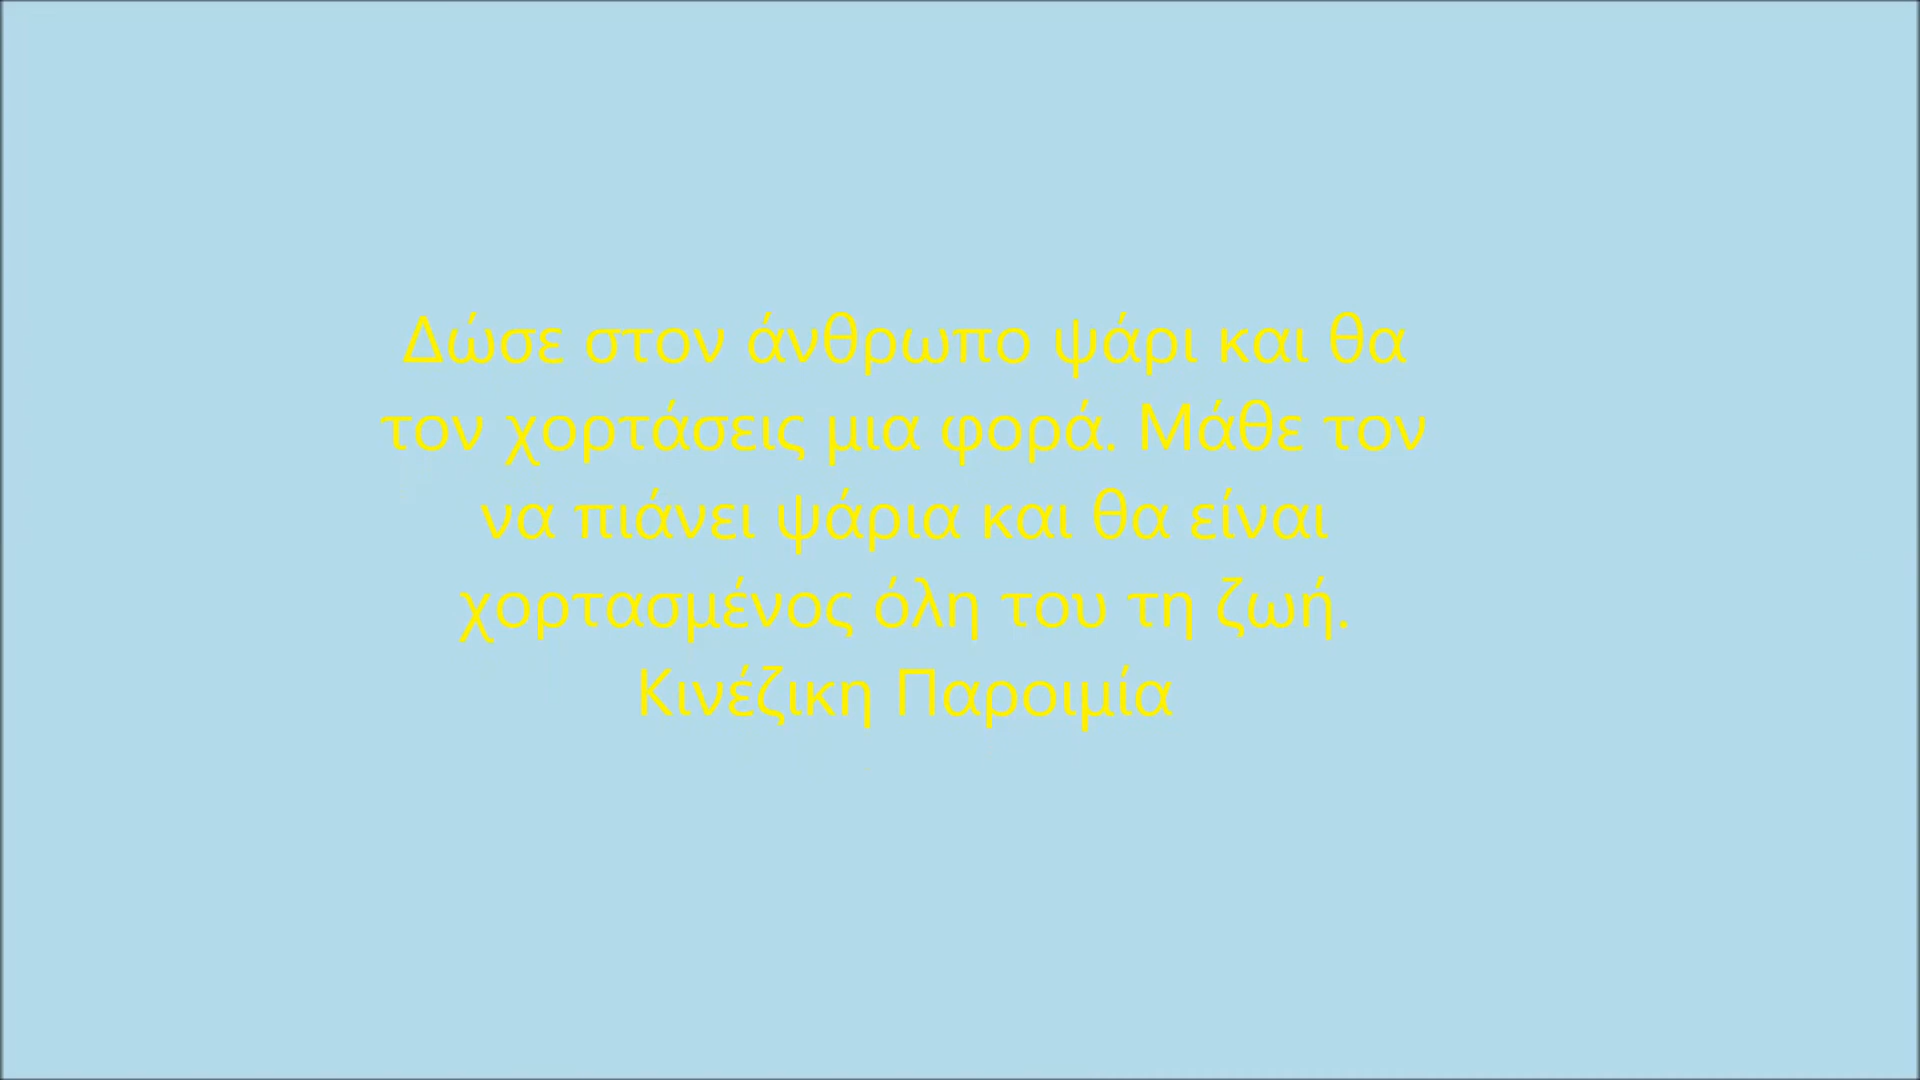 Δώσε στον άνθρωπο ψάρι και θα
τον χορτάσεις μια φορά. Μάθε τον
να πιάνει ψάρια και θα είναι
χορτασμένος όλη του τη ζωή.
Κινέζικη Παροιμία